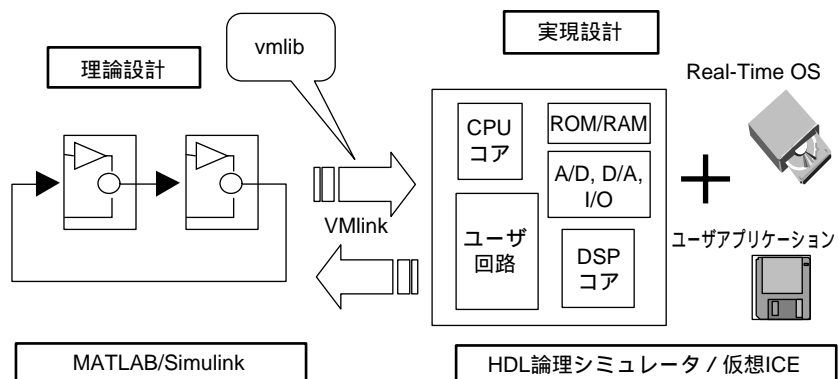 vmlib
実現設計
理論設計
Real-Time OS
CPU
コア
ROM/RAM
A/D, D/A,
I/O
VMlink
ユーザ
回路
DSP
コア
ユーザアプリケーション
MATLAB/Simulink
HDL論理シミュレータ / 仮想ICE